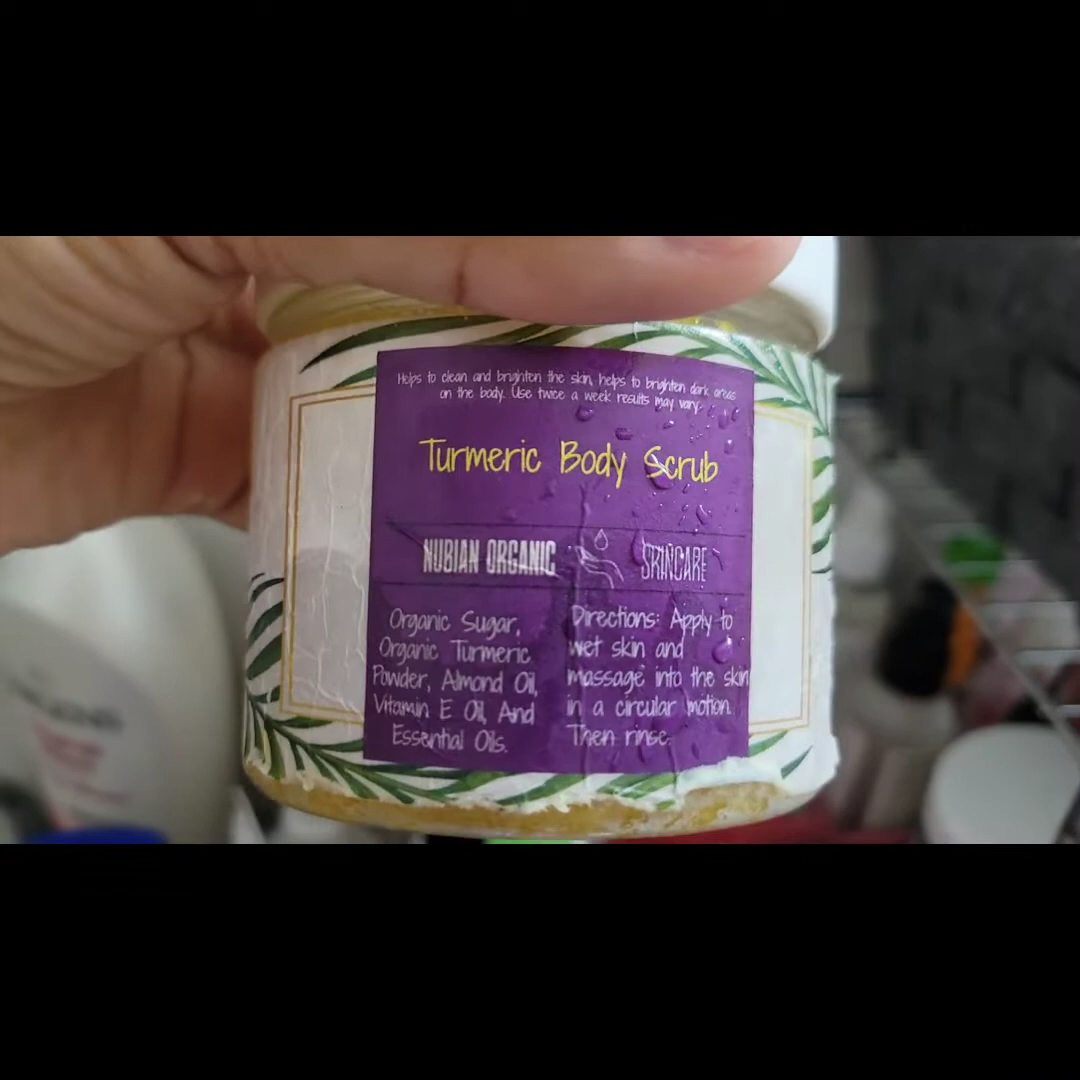 Helps to clean and brighten the skin, helps to brighten dark areas
on the body. Use twice a week results may vary.
Turmeric Body Scrub
NUBIAN ORGANIC SKINCARE
Organic Sugar,
Organic Turmeric
Powder, Almond Oil,
Vitamin E Oil, And
Essential Oils.
Directions: Apply to
wet skin and
massage into the skin
in a circular motion.
Then rinse.